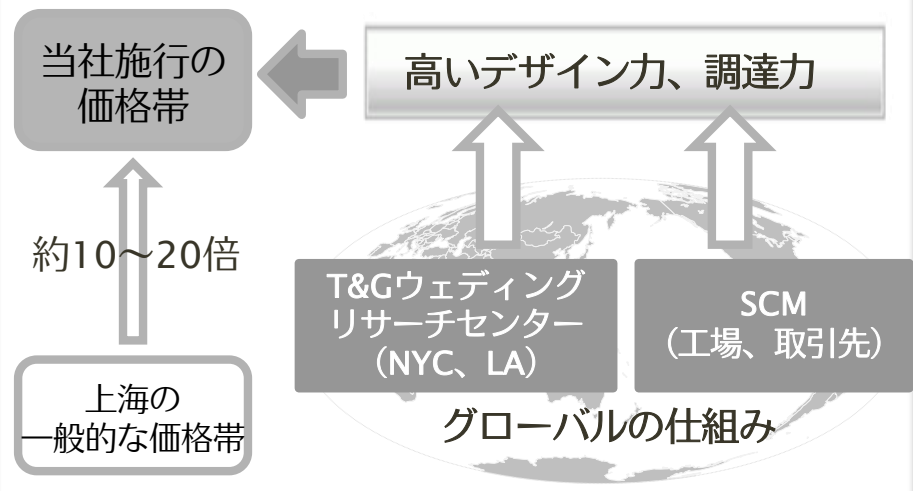 当社施行の
価格帯
高いデザイン力、調達力
約10～20倍
T&Gウェディング
リサーチセンター
（NYC、LA）
SCM
（工場、取引先）
上海の
一般的な価格帯
グローバルの仕組み